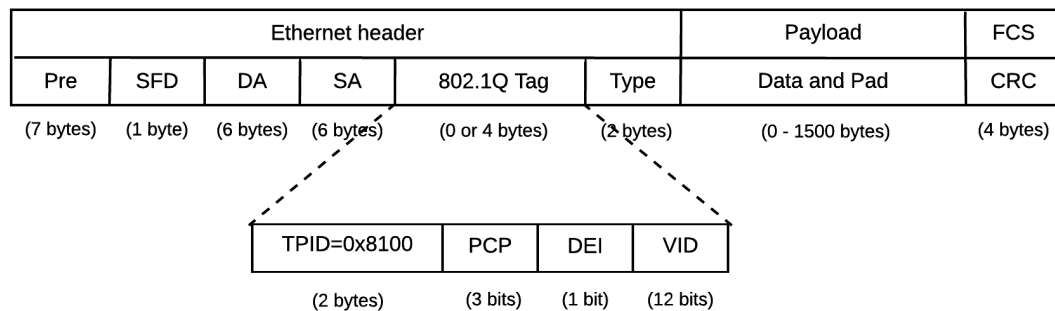 Ethernet header Payload FCS
Pre SFD DA SA 802.1Q Tag Type Data and Pad CRC
(7 bytes) (1 byte) (6 bytes) (6 bytes) (0 or 4 bytes) (2 bytes) (0 - 1500 bytes) (4 bytes)
TPID=0x8100 PCP DEI VID
(2 bytes) (3 bits) (1 bit) (12 bits)